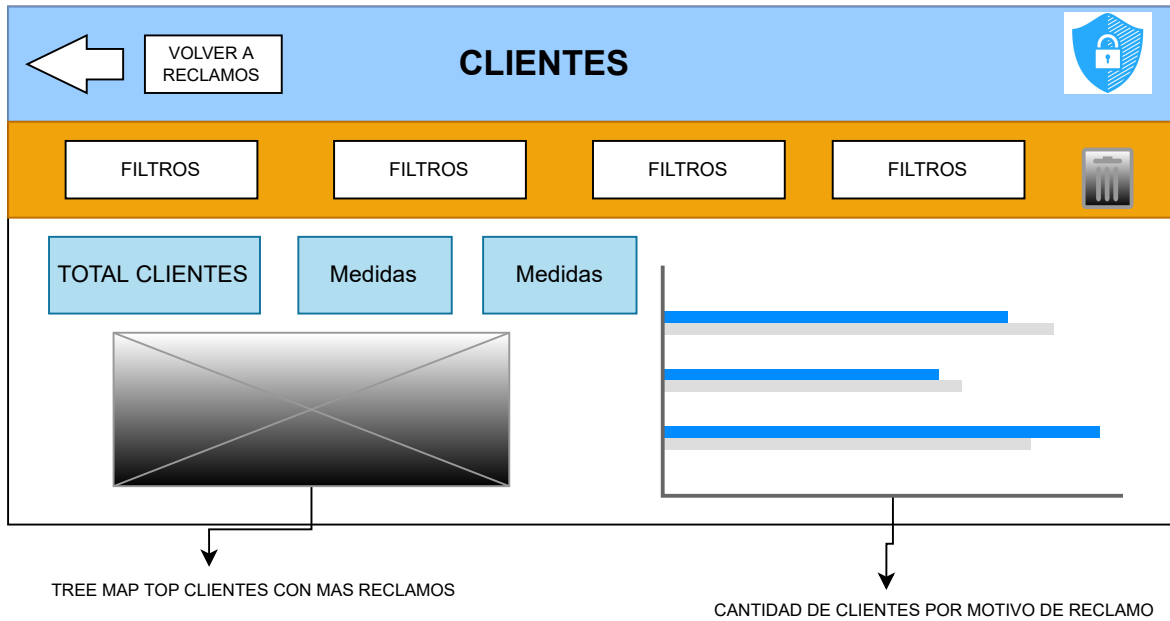 VOLVER A
RECLAMOS
CLIENTES
FILTROS
FILTROS
FILTROS
FILTROS
TOTAL CLIENTES
Medidas
Medidas
TREE MAP TOP CLIENTES CON MAS RECLAMOS
CANTIDAD DE CLIENTES POR MOTIVO DE RECLAMO